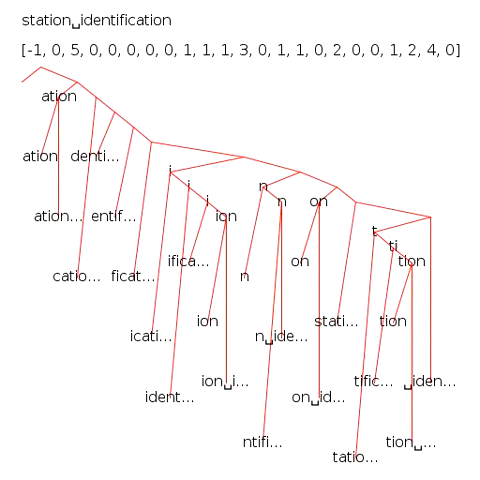 station␣identification
[-1, 0, 5, 0, 0, 0, 0, 0, 1, 1, 1, 3, 0, 1, 1, 0, 2, 0, 0, 1, 2, 4, 0]
ation
ation denti...
i
i
i
ion
n
n on
t
ti
tion
ation... entif...
ifica... on
catio... ficat... n
ion stati... tion
icati... n␣ide...
ion␣i... tific... ␣iden...
ident... on␣id...
ntifi... tion␣...
tatio...